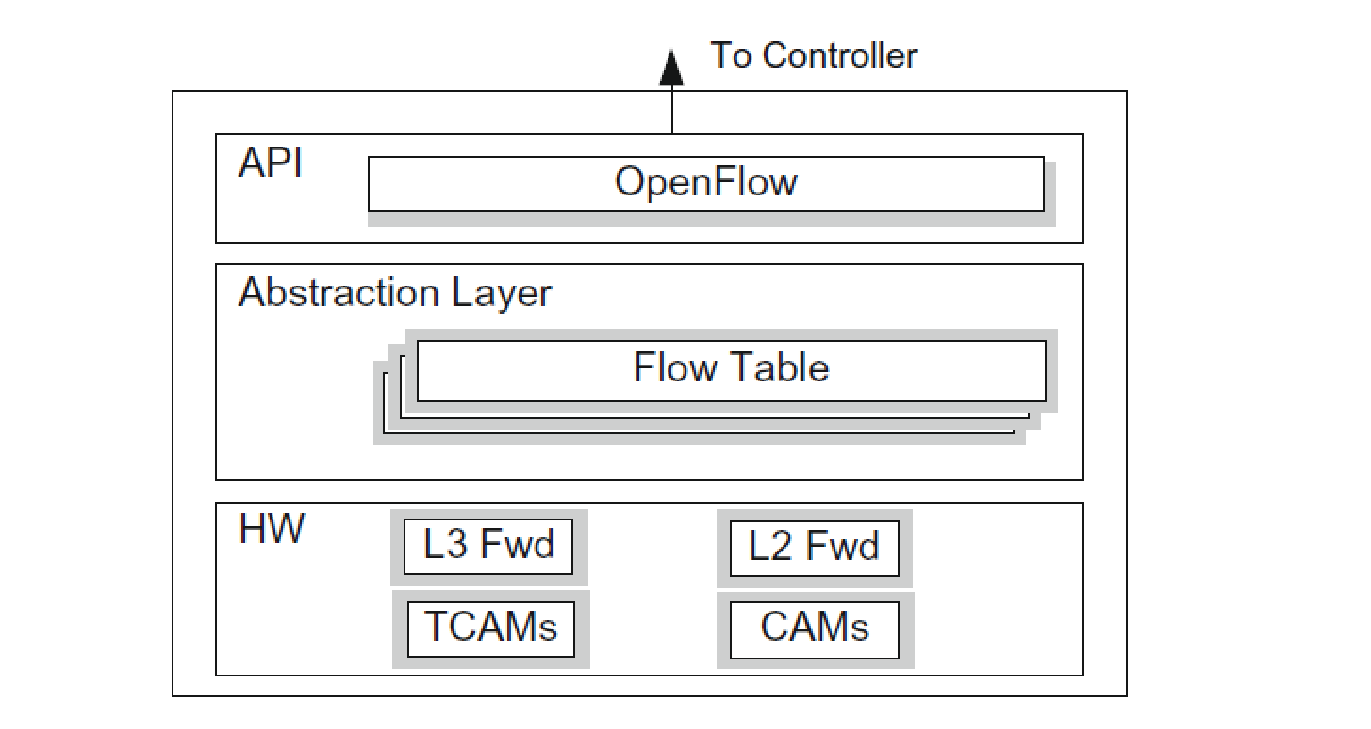 To Controller
API
OpenFlow
Abstraction Layer
Flow Table
HW
L3 Fwd
L2 Fwd
TCAMs
CAMs